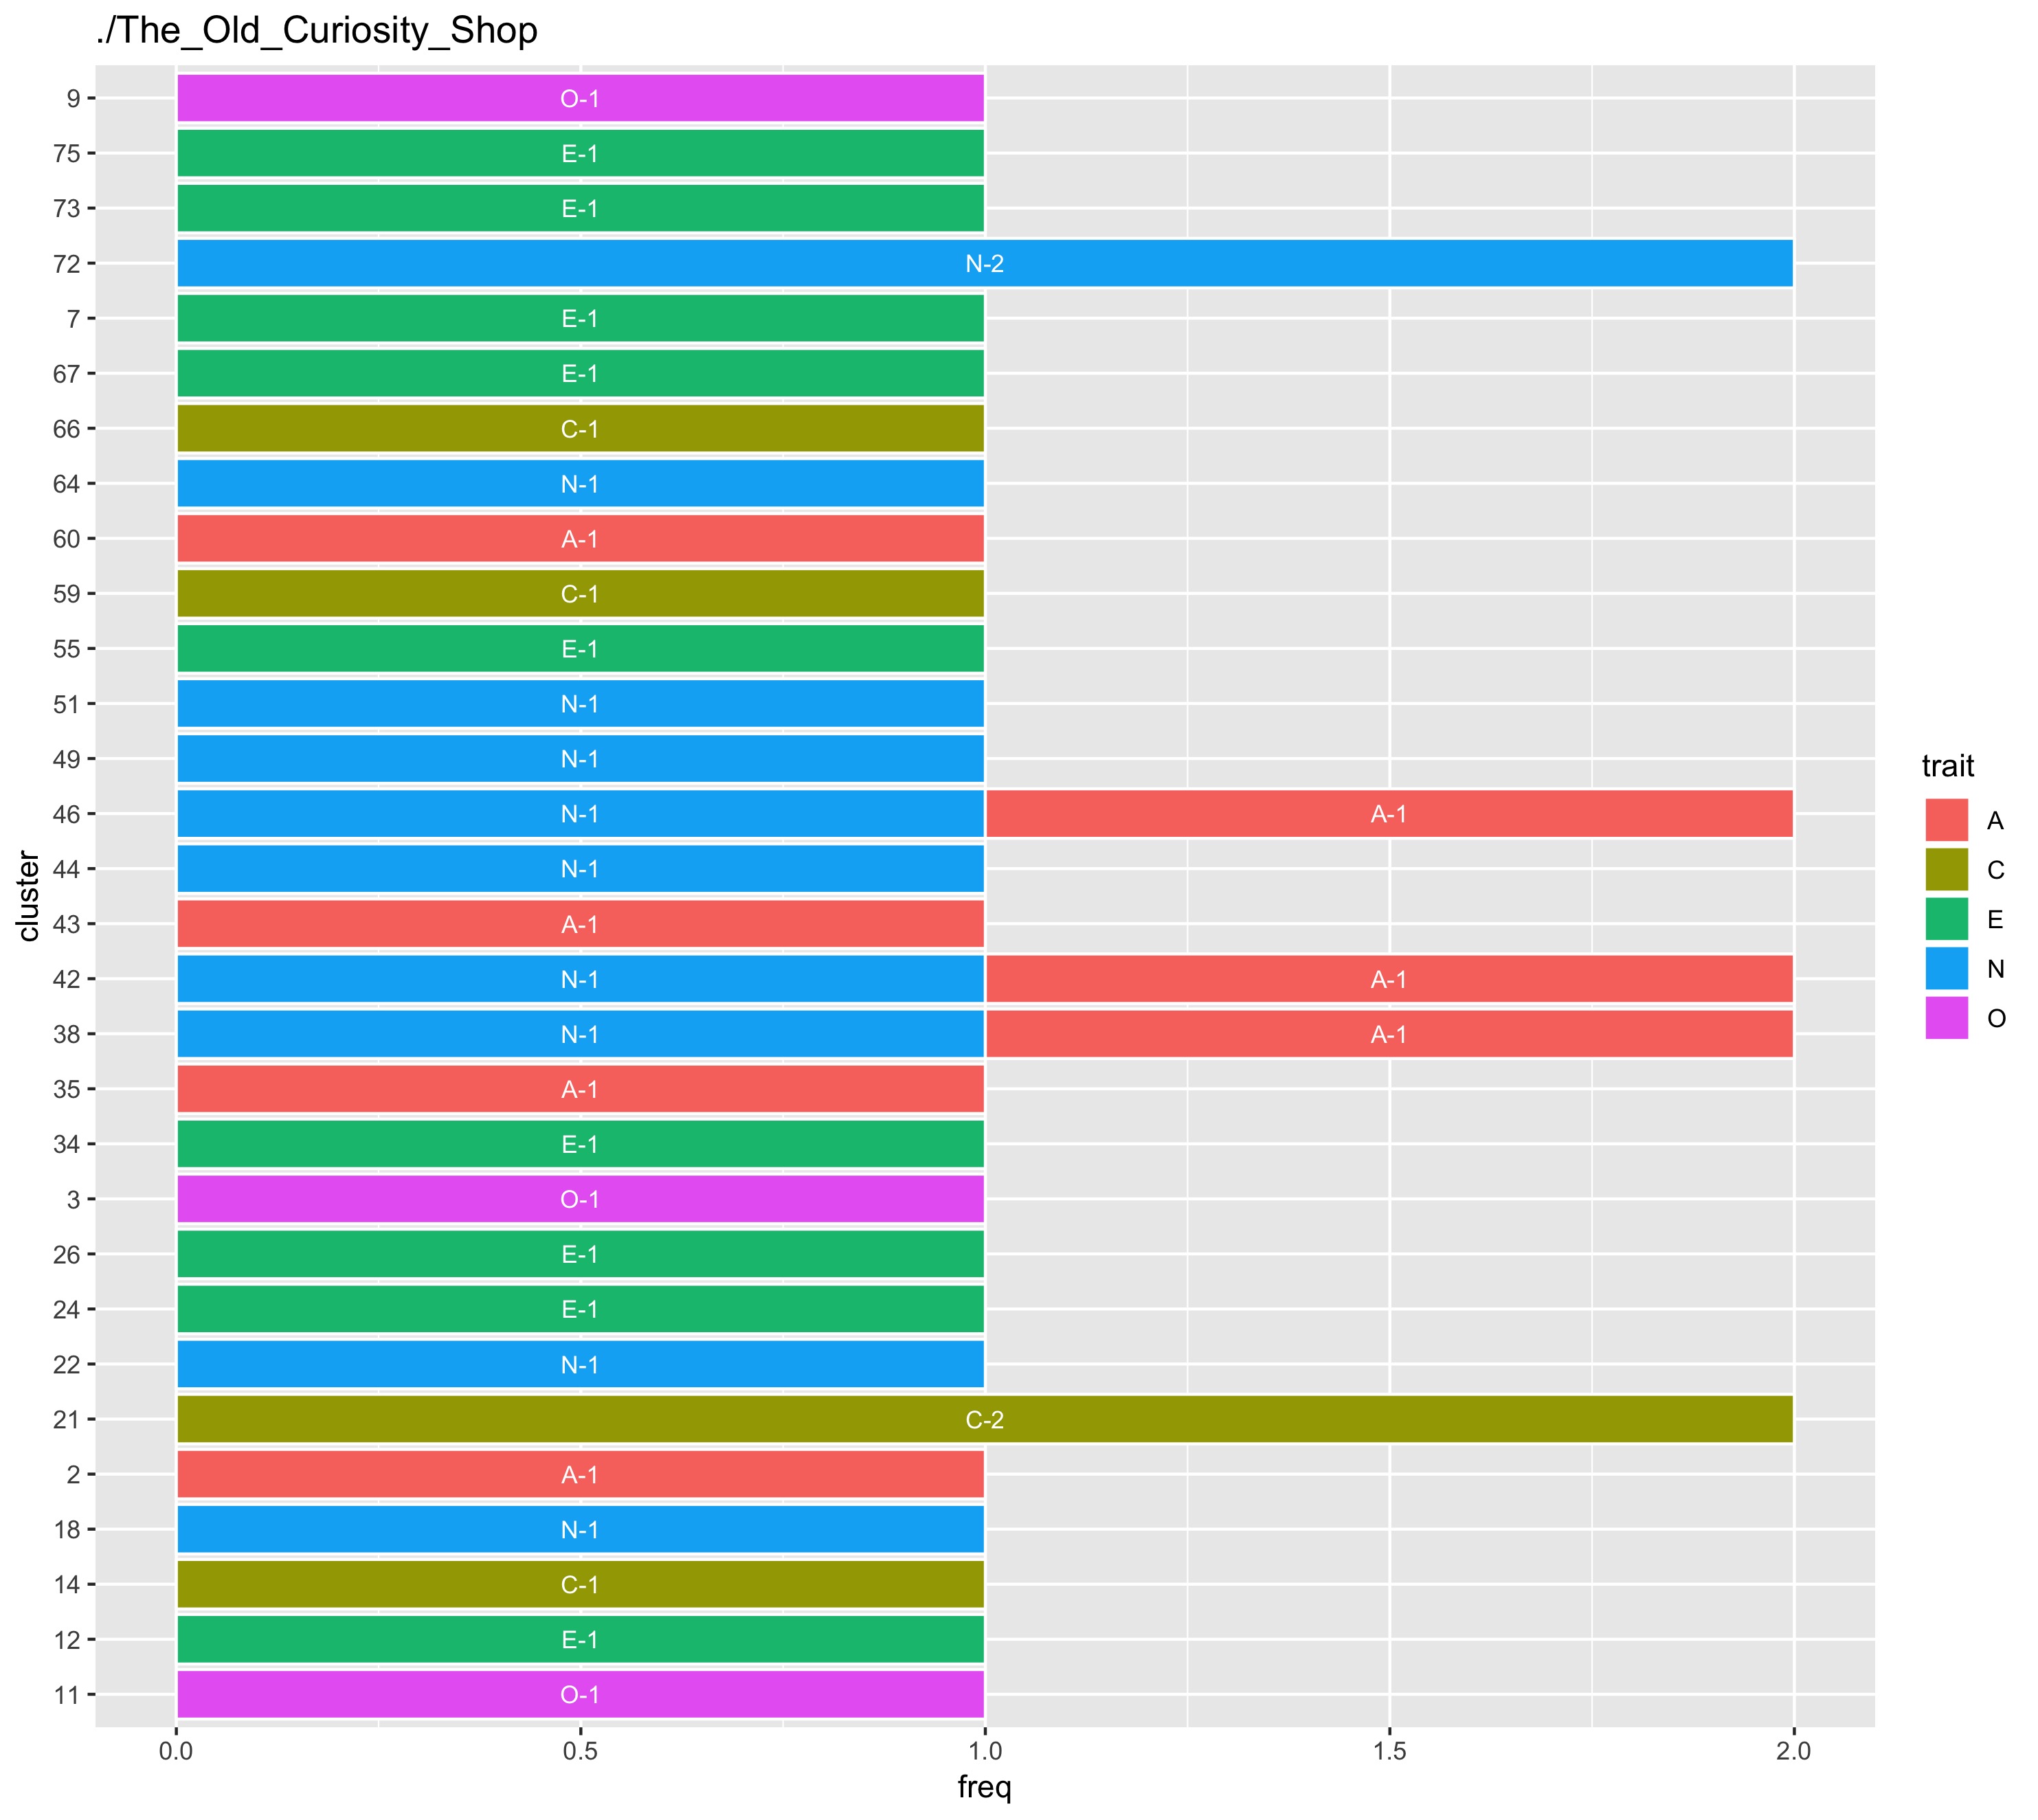 ./The_Old_Curiosity_Shop
9 O-1
75 E-1
73 E-1
72 N-2
7 E-1
67 E-1
66 C-1
64 N-1
60 A-1
59 C-1
55 E-1
51 N-1
49 N-1
46 N-1 A-1
44 N-1
43 A-1
42 N-1 A-1
38 N-1 A-1
35 A-1
34 E-1
3 O-1
26 E-1
24 E-1
22 N-1
21 C-2
2 A-1
18 N-1
14 C-1
12 E-1
11 O-1
cluster
0.0 0.5 1.0 1.5 2.0
freq
trait
A
C
E
N
O